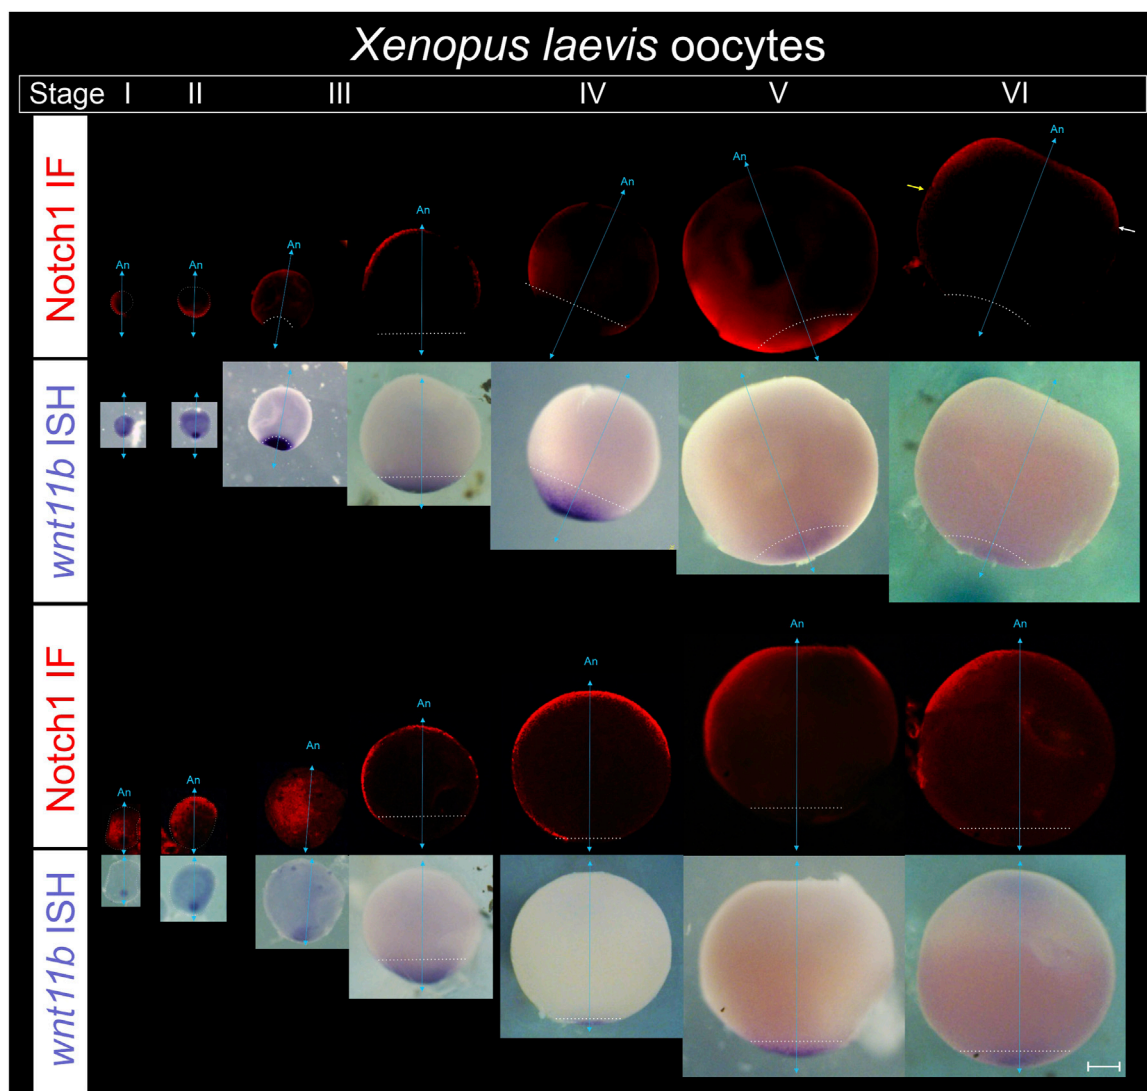 Xenopus laevis oocytes
Stage I II III IV V VI
Notch1 IF
An An An An An An An
wnt11b ISH
Notch1 IF
An An An An An An An
wnt11b ISH